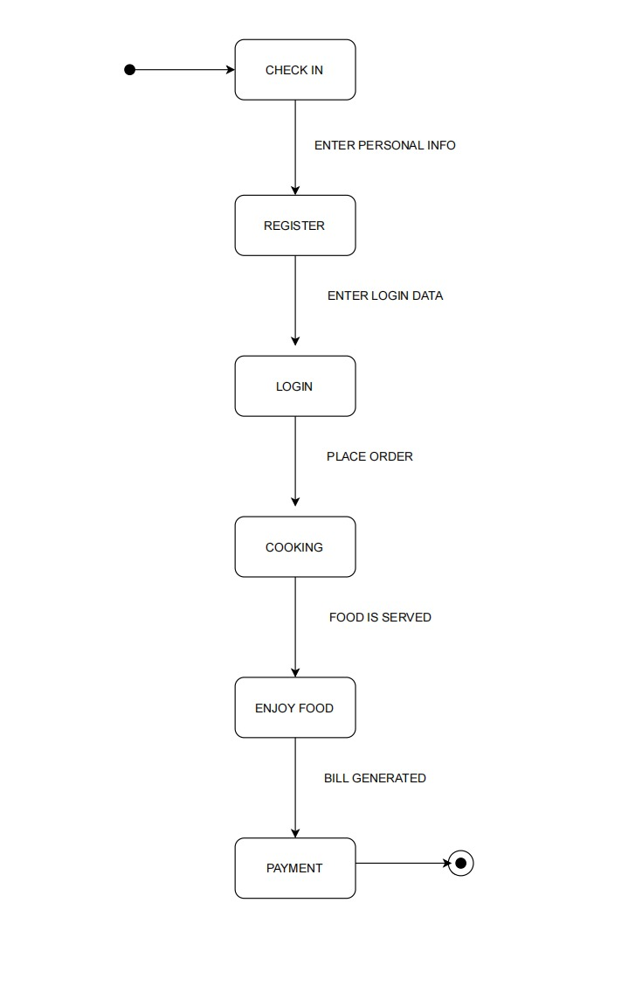 CHECK IN
ENTER PERSONAL INFO
REGISTER
ENTER LOGIN DATA
LOGIN
PLACE ORDER
COOKING
FOOD IS SERVED
ENJOY FOOD
BILL GENERATED
PAYMENT